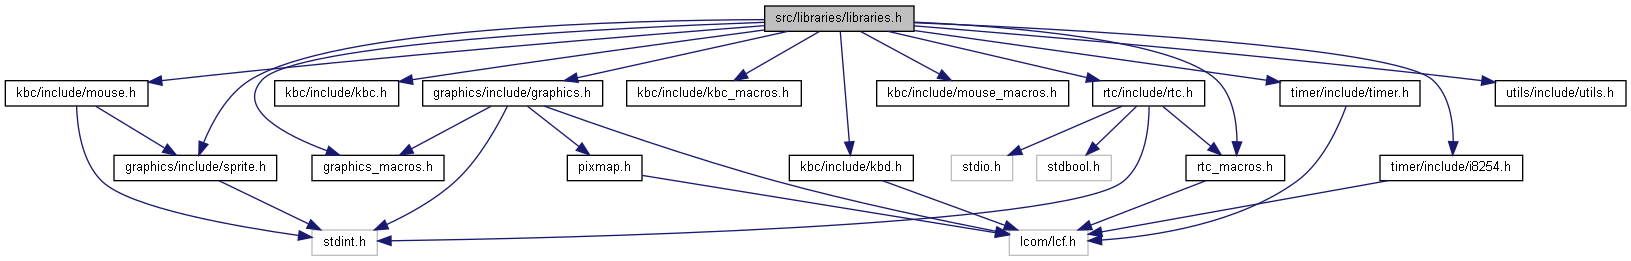 src/libraries/libraries.h
kbc/include/mouse.h
kbc/include/kbc.h
graphics/include/graphics.h
kbc/include/kbc_macros.h
kbc/include/mouse_macros.h
rtc/include/rtc.h
timer/include/timer.h
utils/include/utils.h
graphics/include/sprite.h
graphics_macros.h
pixmap.h
kbc/include/kbd.h
stdio.h
stdbool.h
rtc_macros.h
timer/include/i8254.h
stdint.h
lcom/lcf.h